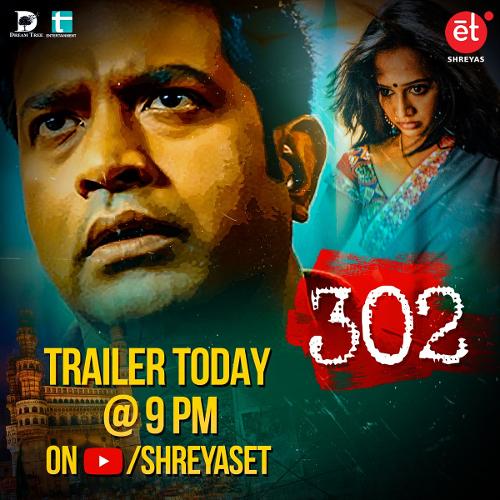 DREAM TREE
ENTERTAINMENT
ēt
SHREYAS
302
TRAILER TODAY
@ 9 PM
ON /SHREYASET